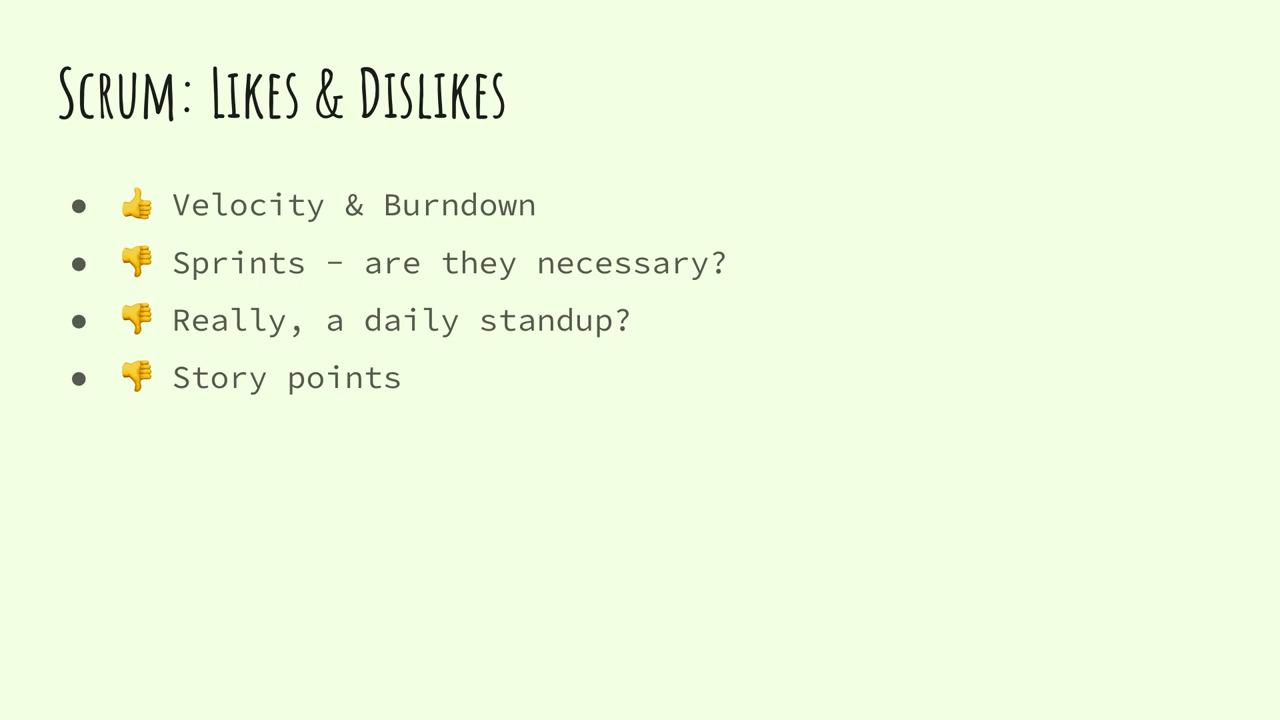 Scrum: Likes & Dislikes
● 👍 Velocity & Burndown
● 👎 Sprints - are they necessary?
● 👎 Really, a daily standup?
● 👎 Story points